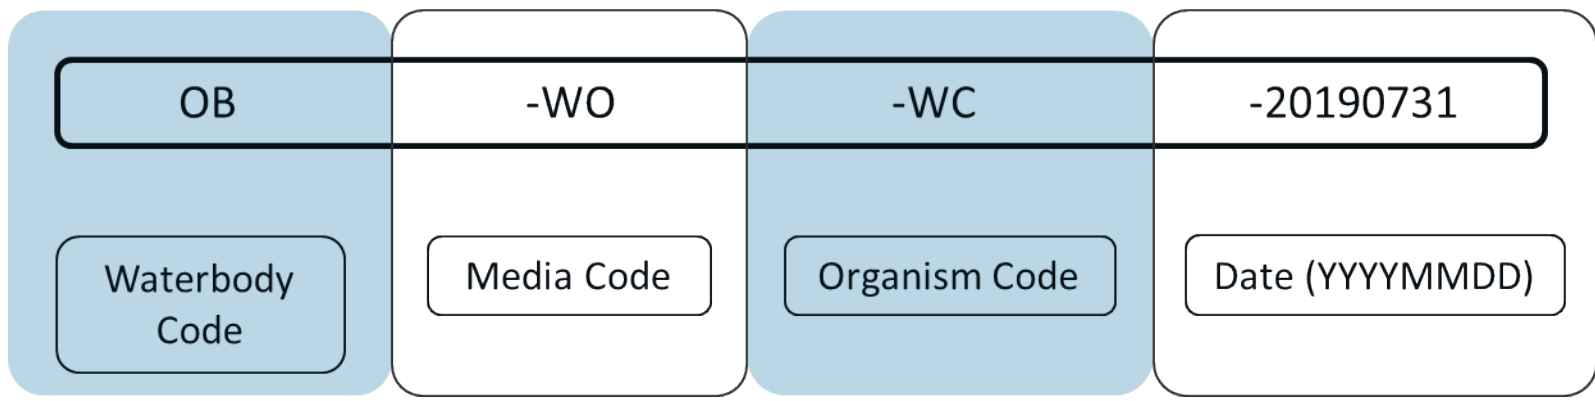 OB -WO -WC -20190731
Waterbody Code
Media Code
Organism Code
Date (YYYYMMDD)